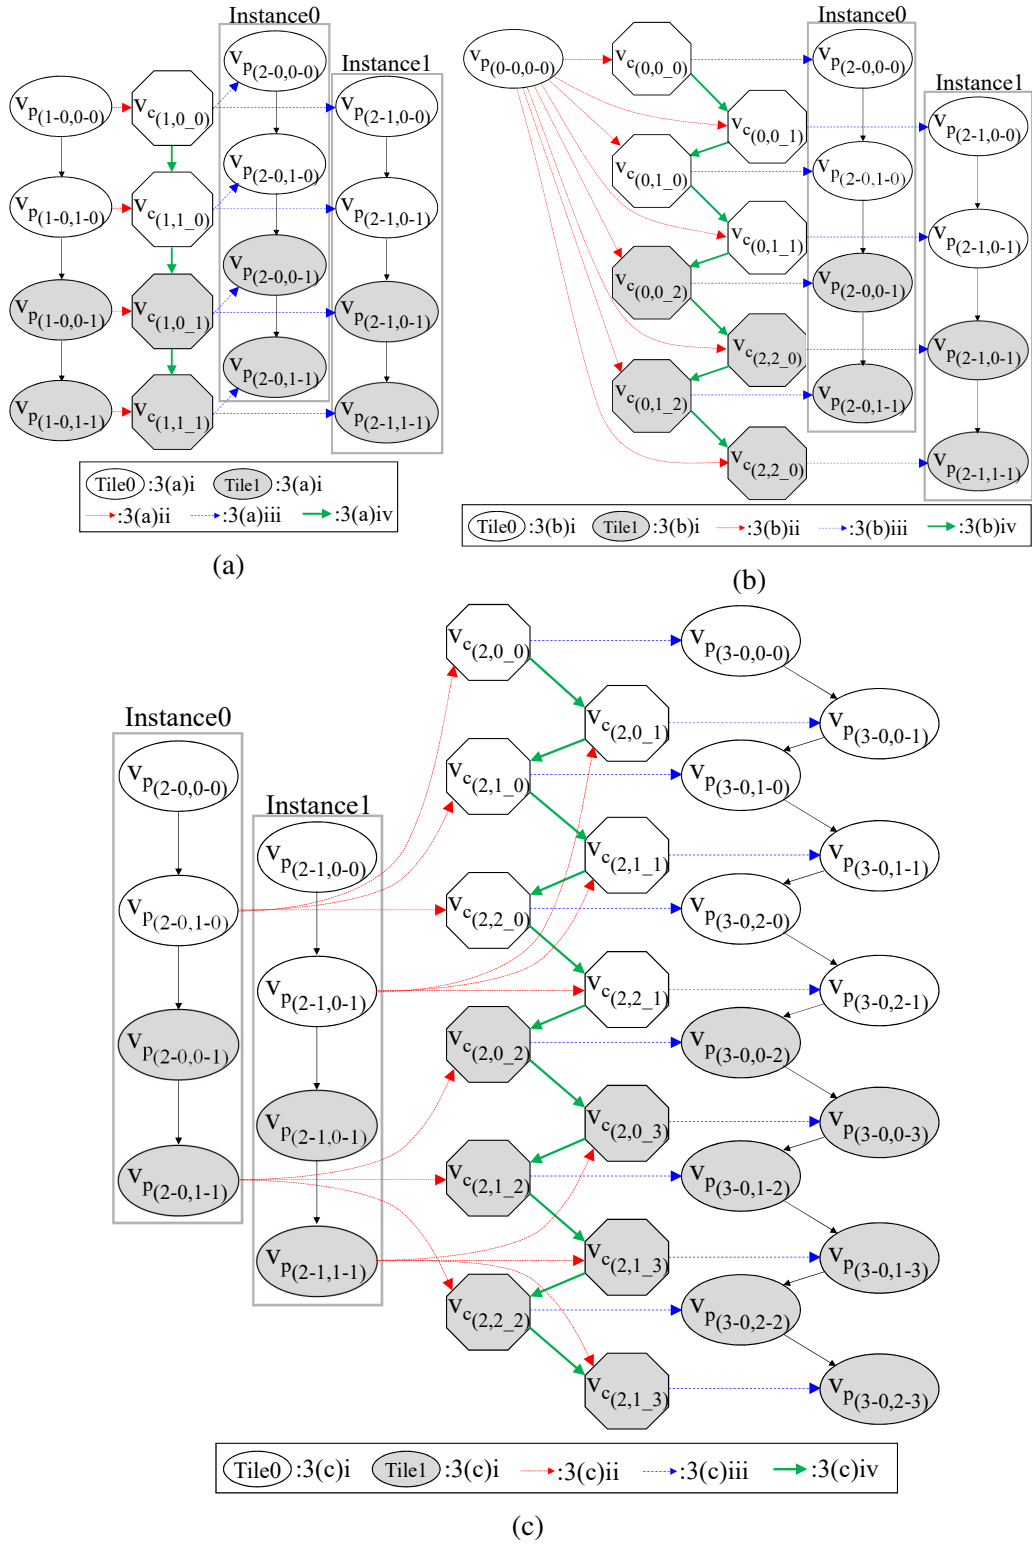 Instance0
Instance1
Vp(2-0,0-0)
Vp(1-0,0-0)
Vc(1,0_0)
Vp(2-1,0-0)
Vp(2-0,1-0)
Vp(1-0,1-0)
Vc(1,1_0)
Vp(2-1,0-1)
Vp(2-0,0-1)
Vp(1-0,0-1)
Vc(1,0_1)
Vp(2-1,0-1)
Vp(2-0,1-1)
Vp(1-0,1-1)
Vc(1,1_1)
Vp(2-1,1-1)
Tile0 :3(a)i Tile1 :3(a)i
:3(a)ii :3(a)iii :3(a)iv
(a)
Instance0
Instance1
Vp(0-0,0-0)
Vc(0,0_0)
Vp(2-0,0-0)
Vc(0,0_1)
Vp(2-1,0-0)
Vc(0,1_0)
Vp(2-0,1-0)
Vc(0,1_1)
Vp(2-1,0-1)
Vc(0,0_2)
Vp(2-0,0-1)
Vc(2,2_0)
Vp(2-1,0-1)
Vc(0,1_2)
Vp(2-0,1-1)
Vc(2,2_0)
Vp(2-1,1-1)
Tile0 :3(b)i Tile1 :3(b)i :3(b)ii :3(b)iii :3(b)iv
(b)
Vc(2,0_0)
Vp(3-0,0-0)
Instance0
Vc(2,0_1)
Vp(3-0,0-1)
Vp(2-0,0-0)
Vc(2,1_0)
Vp(3-0,1-0)
Instance1
Vp(2-1,0-0)
Vc(2,1_1)
Vp(3-0,1-1)
Vp(2-0,1-0)
Vc(2,2_0)
Vp(3-0,2-0)
Vp(2-1,0-1)
Vc(2,2_1)
Vp(3-0,2-1)
Vp(2-0,0-1)
Vc(2,0_2)
Vp(3-0,0-2)
Vp(2-1,0-1)
Vc(2,0_3)
Vp(3-0,0-3)
Vp(2-0,1-1)
Vc(2,1_2)
Vp(3-0,1-2)
Vp(2-1,1-1)
Vc(2,1_3)
Vp(3-0,1-3)
Vc(2,2_2)
Vp(3-0,2-2)
Vc(2,1_3)
Vp(3-0,2-3)
Tile0 :3(c)i Tile1 :3(c)i :3(c)ii :3(c)iii :3(c)iv
(c)